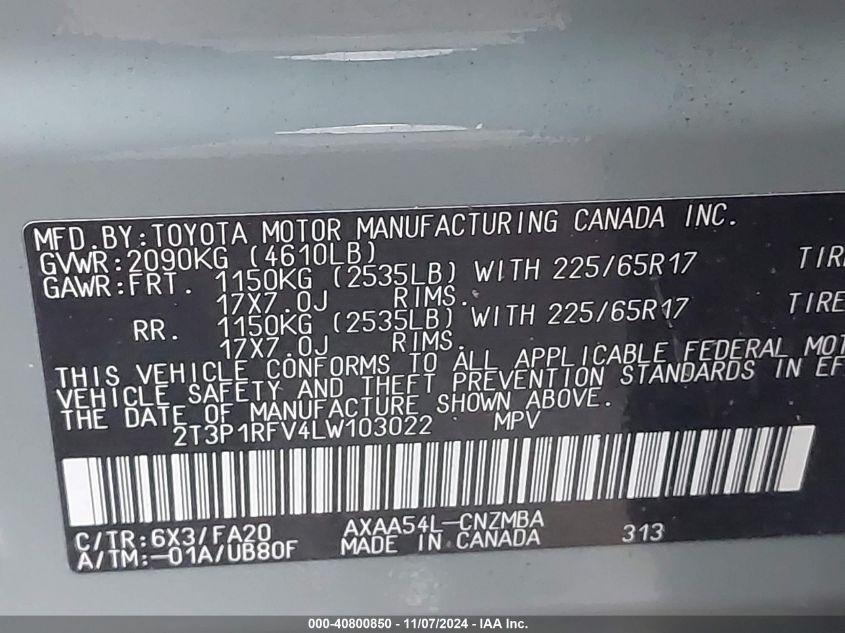 MFD.BY:TOYOTA MOTOR MANUFACTURING CANADA INC.
GVWR:2090KG (4610LB)
GAWR:FRT. 1150KG (2535LB) WITH 225/65R17 TIR
17X7.0J RIMS.
RR. 1150KG (2535LB) WITH 225/65R17 TIRE
17X7.0J RIMS.
THIS VEHICLE CONFORMS TO ALL APPLICABLE FEDERAL MOT
VEHICLE SAFETY AND THEFT PREVENTION STANDARDS IN EF
THE DATE OF MANUFACTURE SHOWN ABOVE.
2T3P1RFV4LW103022 MPV
C/TR:6X3/FA20 AXAA54L-CNZMBA 313
A/TM:-01A/UB80F MADE IN CANADA
000-40800850 - 11/07/2024 - IAA Inc.